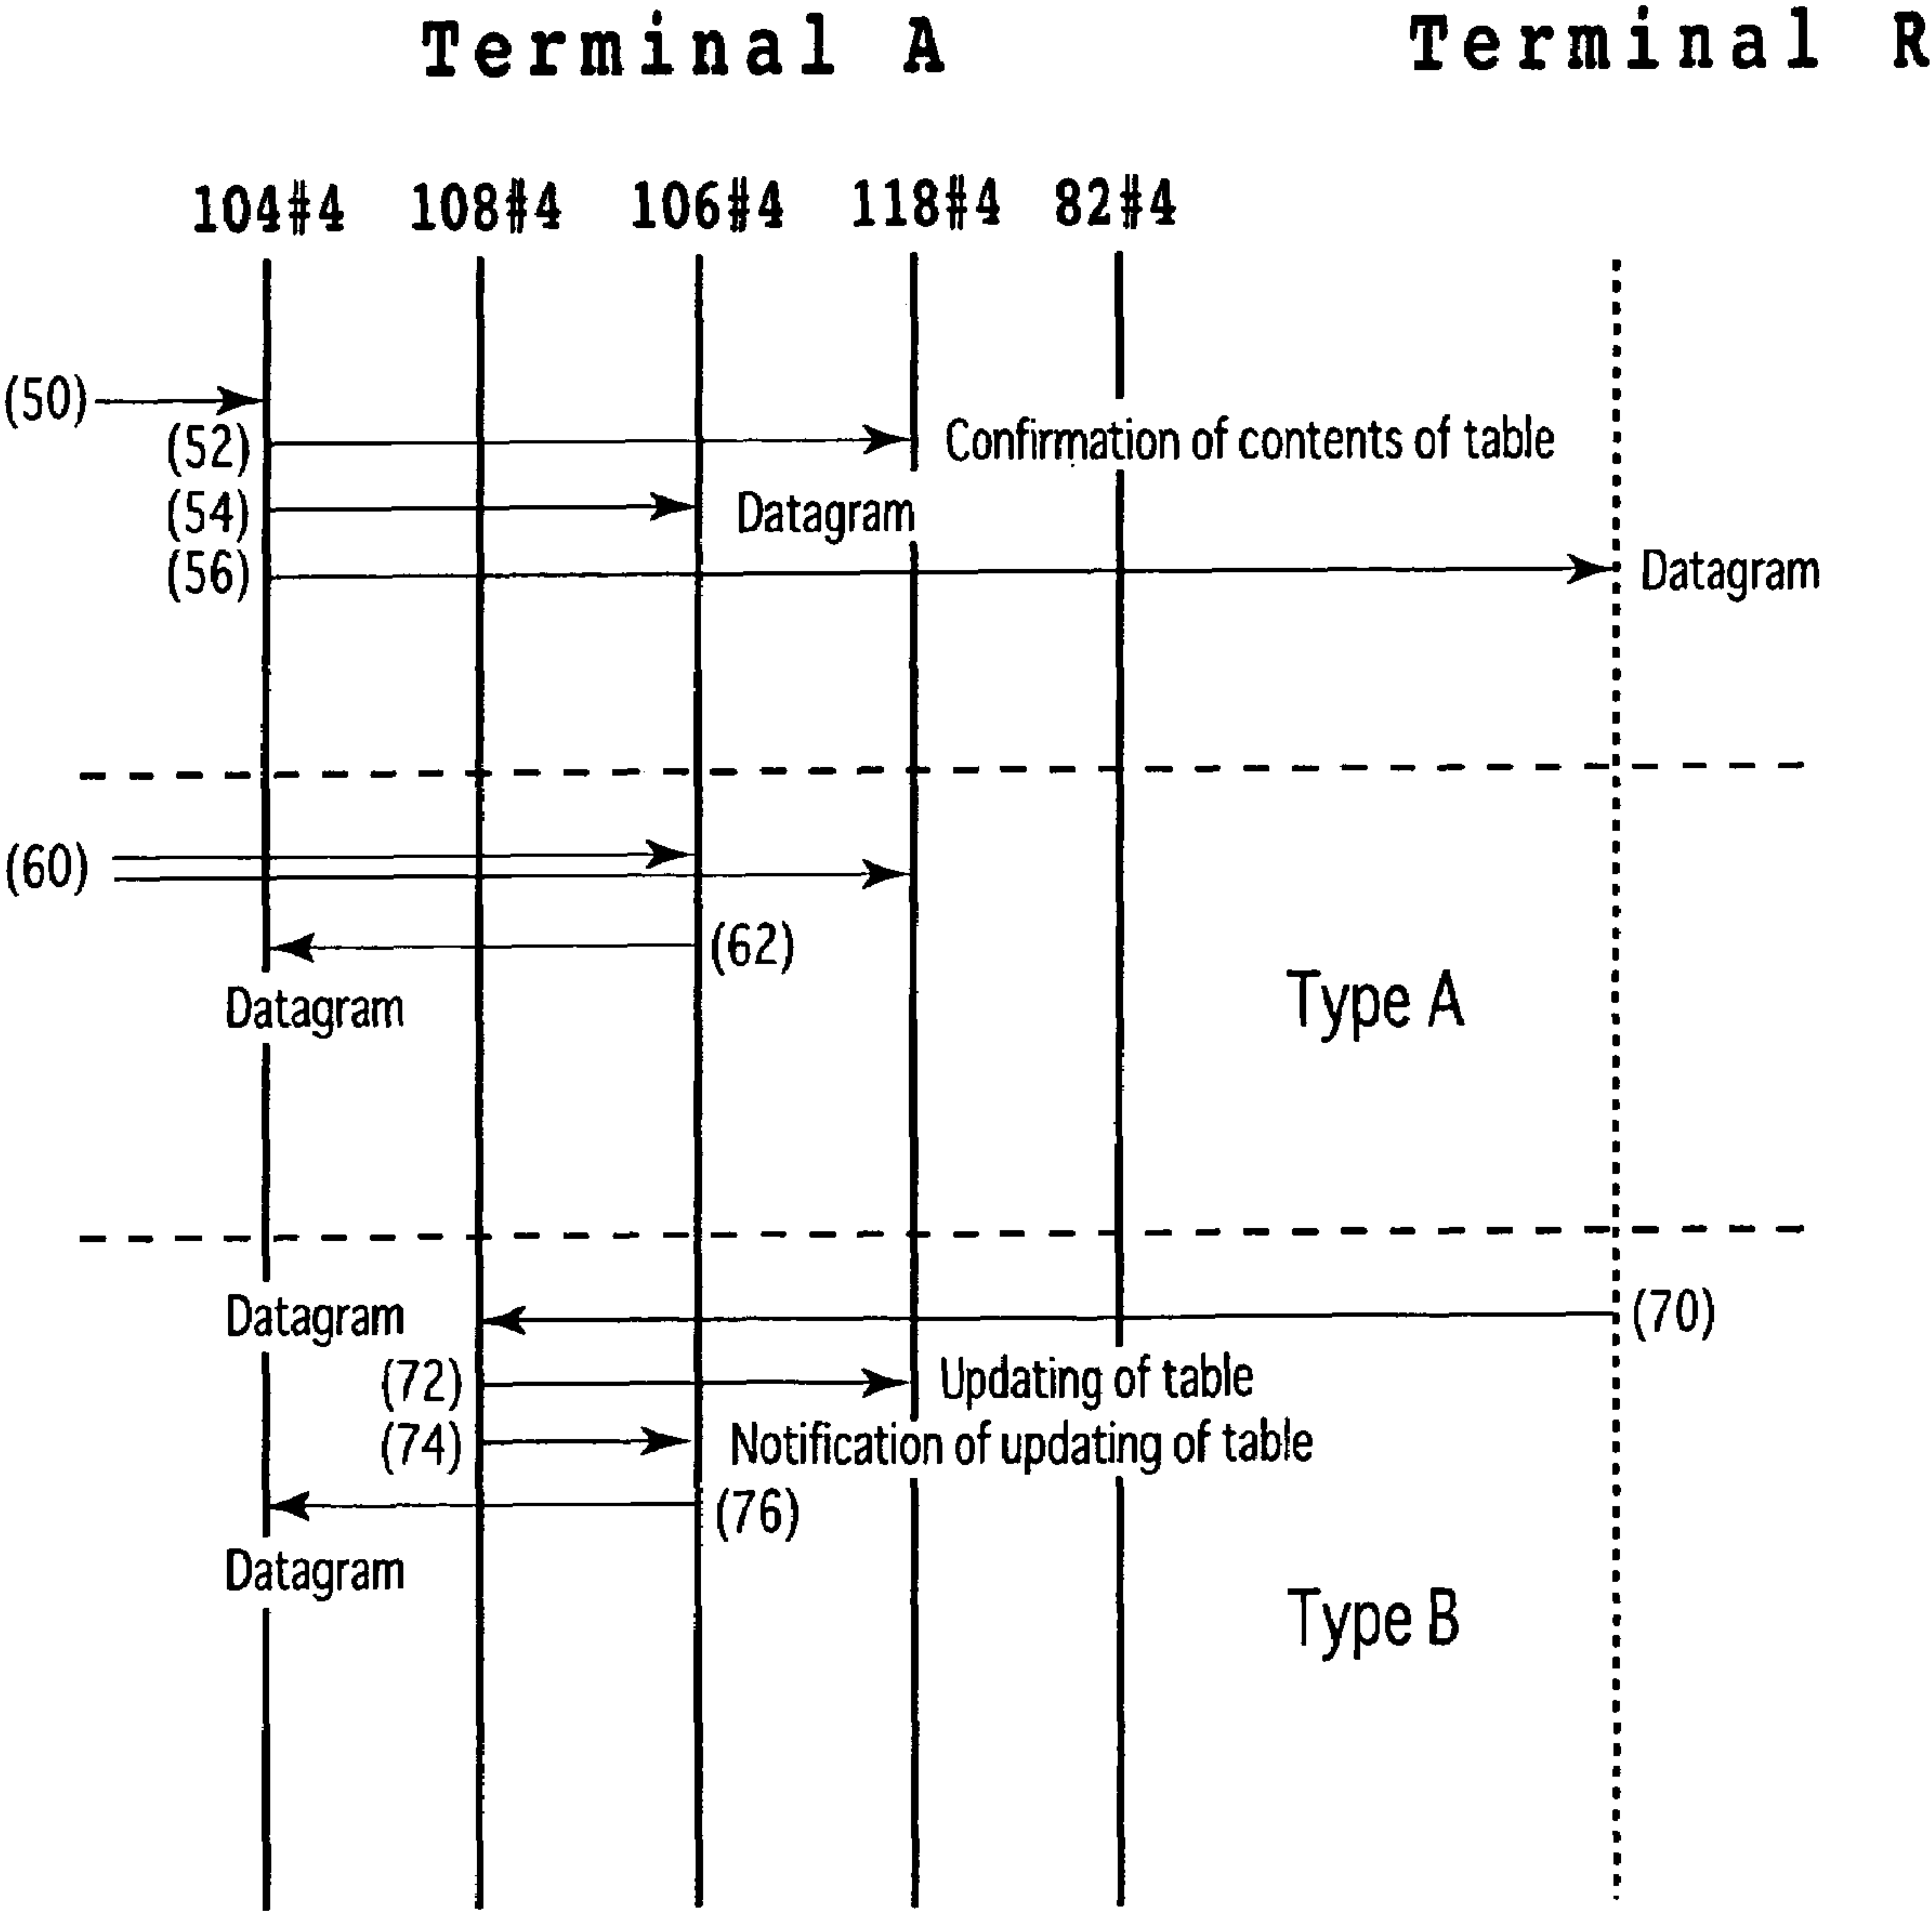 Terminal A Terminal R
104#4 108#4 106#4 118#4 82#4
(50)
(52) Confirmation of contents of table
(54) Datagram
(56) Datagram
(60)
(62)
Datagram
Type A
Datagram (70)
(72) Updating of table
(74) Notification of updating of table
(76)
Datagram
Type B